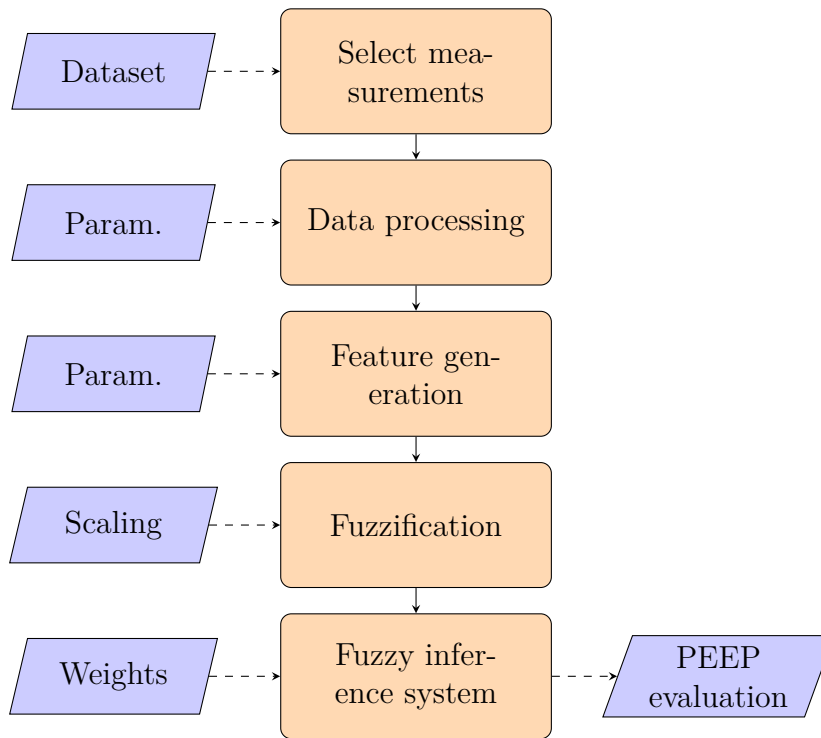 Dataset
Select mea-
surements
Param.
Data processing
Param.
Feature gen-
eration
Scaling
Fuzzification
Weights
Fuzzy infer-
ence system
PEEP
evaluation